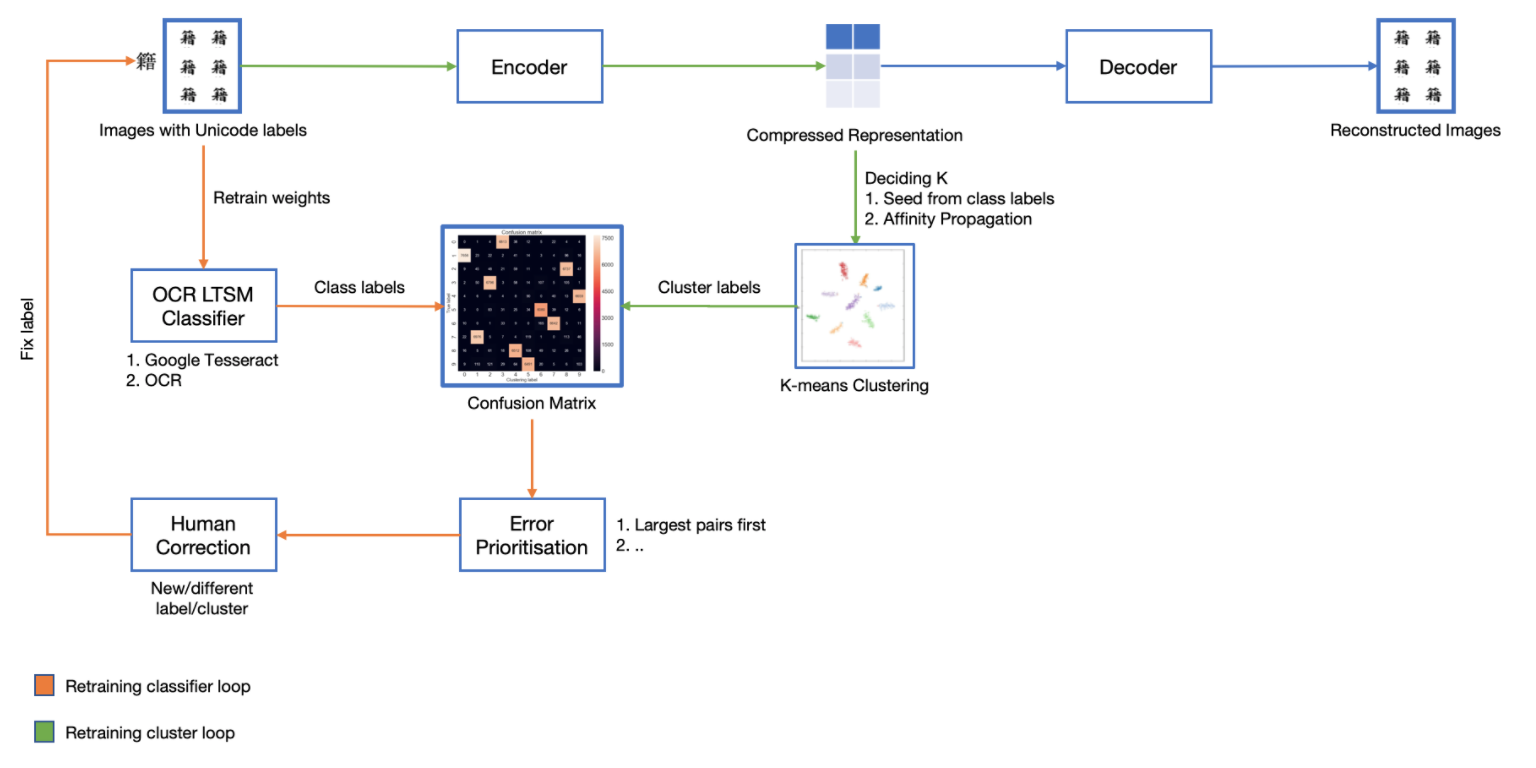 籍
籍 籍
籍 籍
籍 籍
Images with Unicode labels
Encoder
Compressed Representation
Decoder
籍 籍
籍 籍
籍 籍
Reconstructed Images
Retrain weights
Deciding K
1. Seed from class labels
2. Affinity Propagation
OCR LTSM
Classifier
1. Google Tesseract
2. OCR
Class labels
Confusion matrix
7500
6000
4500
3000
1500
0
0 1 2 3 4 5 6 7 8 9
Clustering label
Confusion Matrix
Cluster labels
K-means Clustering
Fix label
Human
Correction
New/different
label/cluster
Error
Prioritisation
1. Largest pairs first
2. ..
Retraining classifier loop
Retraining cluster loop